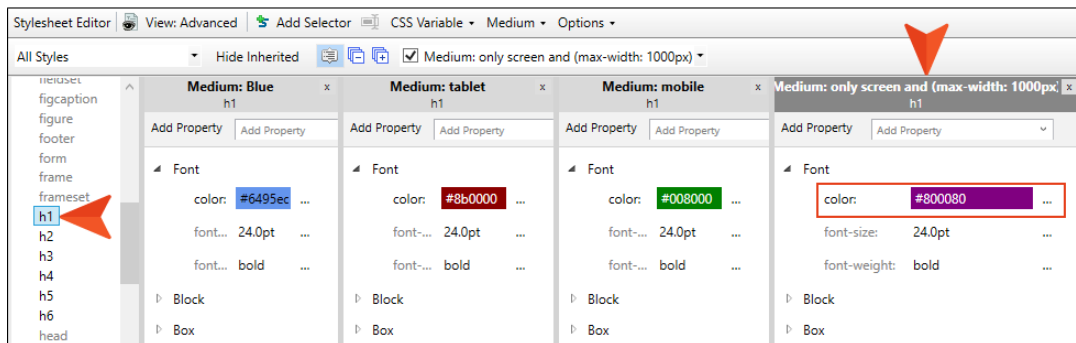 Stylesheet Editor View: Advanced Add Selector CSS Variable Medium Options
All Styles Hide Inherited Medium: only screen and (max-width: 1000px)
fieldset
figcaption
figure
footer
form
frame
frameset
h1
h2
h3
h4
h5
h6
head
Medium: Blue x
h1
Add Property Add Property
Font
color: #6495ec ...
font... 24.0pt ...
font... bold ...
Block
Box
Medium: tablet x
h1
Add Property Add Property
Font
color: #8b0000 ...
font-... 24.0pt ...
font-... bold ...
Block
Box
Medium: mobile x
h1
Add Property Add Property
Font
color: #008000 ...
font-... 24.0pt ...
font-... bold ...
Block
Box
Medium: only screen and (max-width: 1000px) x
h1
Add Property Add Property
Font
color: #800080 ...
font-size: 24.0pt ...
font-weight: bold ...
Block
Box